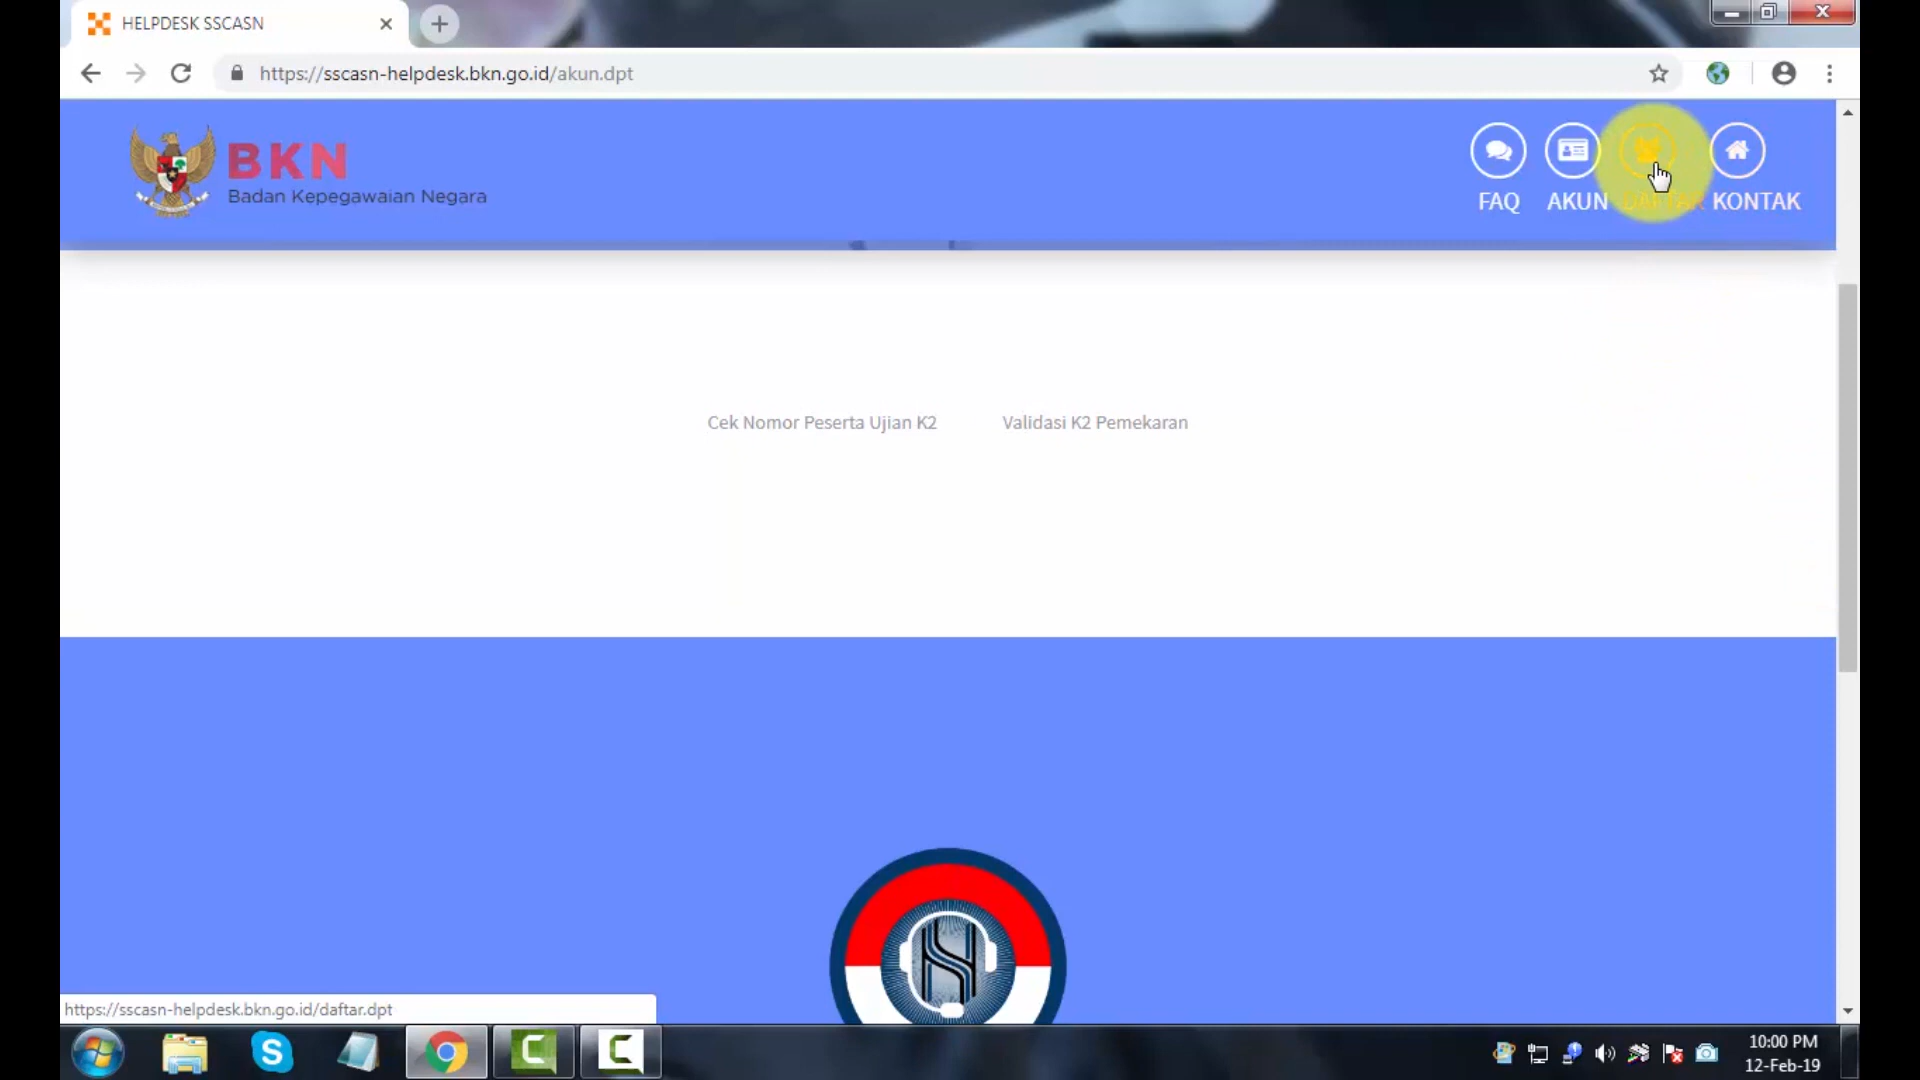 HELPDESK SSCASN
https://sscasn-helpdesk.bkn.go.id/akun.dpt
BKN
Badan Kepegawaian Negara
FAQ AKUN DAFTAR KONTAK
Cek Nomor Peserta Ujian K2 Validasi K2 Pemekaran
https://sscasn-helpdesk.bkn.go.id/daftar.dpt
10:00 PM
12-Feb-19